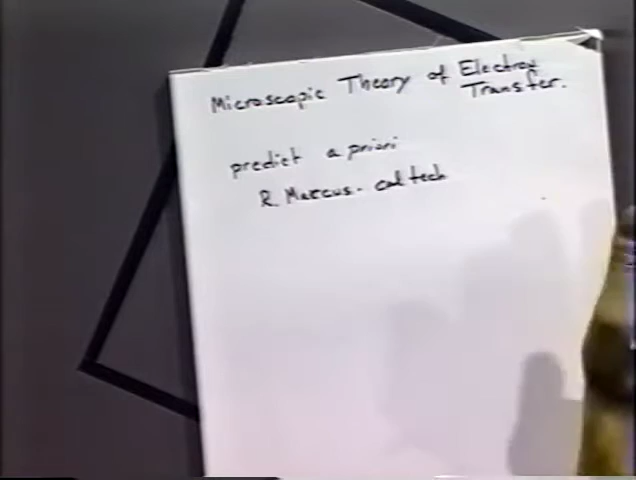 Microscopic Theory of Electron
Transfer.
predict a priori
R. Marcus - cal tech